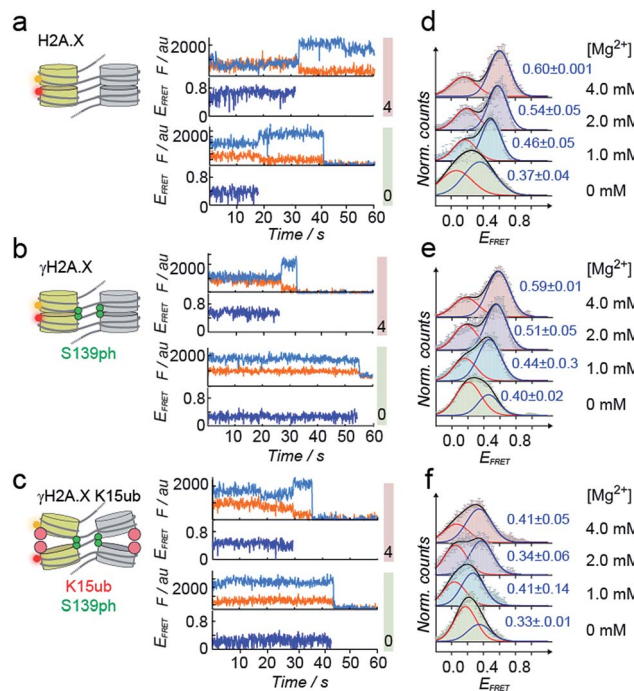 a
H2A.X
F / au
2000
E_FRET
0.8
0
4
F / au
2000
E_FRET
0.8
0
0
0 10 20 30 40 50 60
Time / s
d
[Mg²⁺]
0.60±0.001
4.0 mM
0.54±0.05
2.0 mM
0.46±0.05
1.0 mM
0.37±0.04
0 mM
Norm. counts
0.0 0.4 0.8
E_FRET
b
γH2A.X
S139ph
F / au
2000
E_FRET
0.8
0
4
F / au
2000
E_FRET
0.8
0
0
0 10 20 30 40 50 60
Time / s
e
[Mg²⁺]
0.59±0.01
4.0 mM
0.51±0.05
2.0 mM
0.44±0.0.3
1.0 mM
0.40±0.02
0 mM
Norm. counts
0.0 0.4 0.8
E_FRET
c
γH2A.X K15ub
K15ub
S139ph
F / au
2000
E_FRET
0.8
0
4
F / au
2000
E_FRET
0.8
0
0
0 10 20 30 40 50 60
Time / s
f
[Mg²⁺]
0.41±0.05
4.0 mM
0.34±0.06
2.0 mM
0.41±0.14
1.0 mM
0.33±.0.01
0 mM
Norm. counts
0.0 0.4 0.8
E_FRET